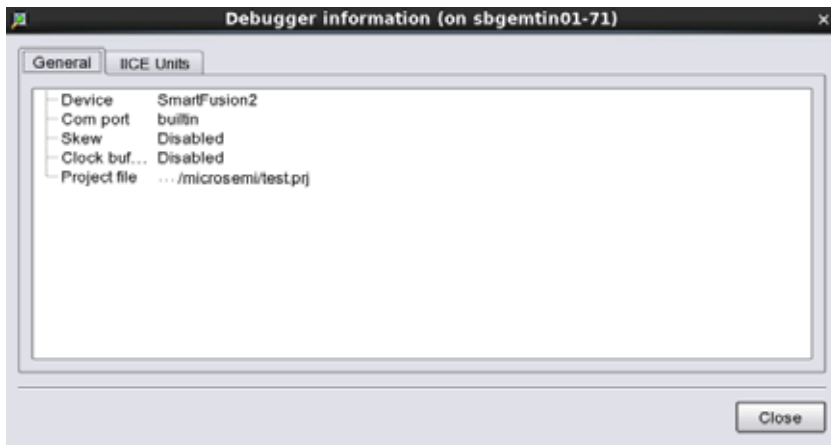 Debugger information (on sbgemtin01-71)
General IICE Units
Device SmartFusion2
Com port builtin
Skew Disabled
Clock buf... Disabled
Project file .../microsemi/test.prj
Close